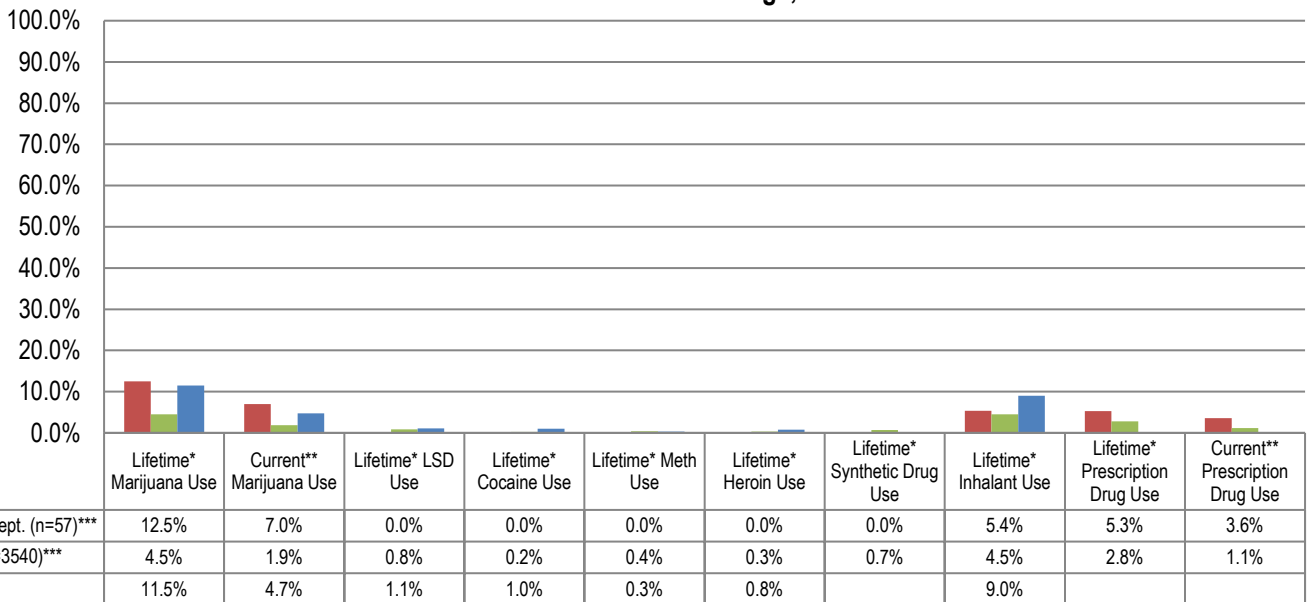 100.0%
90.0%
80.0%
70.0%
60.0%
50.0%
40.0%
30.0%
20.0%
10.0%
0.0%
Lifetime* Marijuana Use
Current** Marijuana Use
Lifetime* LSD Use
Lifetime* Cocaine Use
Lifetime* Meth Use
Lifetime* Heroin Use
Lifetime* Synthetic Drug Use
Lifetime* Inhalant Use
Lifetime* Prescription Drug Use
Current** Prescription Drug Use
(n=57)*** 12.5% 7.0% 0.0% 0.0% 0.0% 0.0% 0.0% 5.4% 5.3% 3.6%
3540)*** 4.5% 1.9% 0.8% 0.2% 0.4% 0.3% 0.7% 4.5% 2.8% 1.1%
11.5% 4.7% 1.1% 1.0% 0.3% 0.8% 9.0%